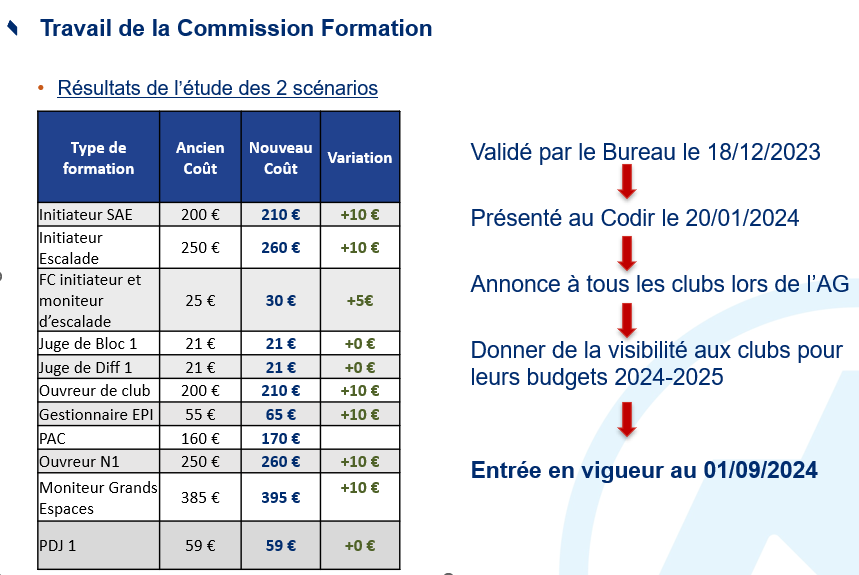 Travail de la Commission Formation
• Résultats de l'étude des 2 scénarios
Type de formation Ancien Coût Nouveau Coût Variation
Initiateur SAE 200 € 210 € +10 €
Initiateur Escalade 250 € 260 € +10 €
FC initiateur et moniteur d'escalade 25 € 30 € +5€
Juge de Bloc 1 21 € 21 € +0 €
Juge de Diff 1 21 € 21 € +0 €
Ouvreur de club 200 € 210 € +10 €
Gestionnaire EPI 55 € 65 € +10 €
PAC 160 € 170 €
Ouvreur N1 250 € 260 € +10 €
Moniteur Grands Espaces 385 € 395 € +10 €
PDJ 1 59 € 59 € +0 €
Validé par le Bureau le 18/12/2023
Présenté au Codir le 20/01/2024
Annonce à tous les clubs lors de l'AG
Donner de la visibilité aux clubs pour
leurs budgets 2024-2025
Entrée en vigueur au 01/09/2024